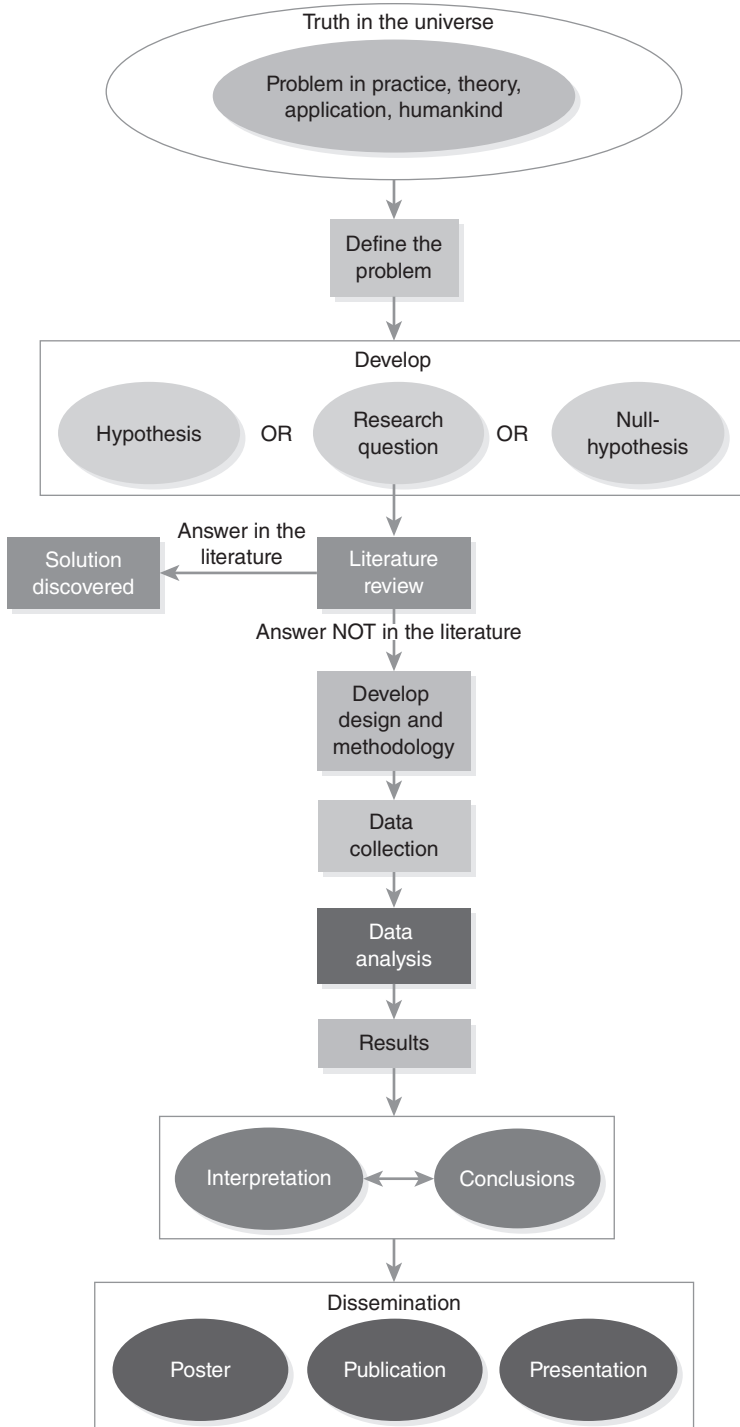 Truth in the universe
Problem in practice, theory,
application, humankind
Define the
problem
Develop
Hypothesis
OR
Research
question
OR
Null-
hypothesis
Answer in the
literature
Solution
discovered
Literature
review
Answer NOT in the literature
Develop
design and
methodology
Data
collection
Data
analysis
Results
Interpretation
Conclusions
Dissemination
Poster
Publication
Presentation